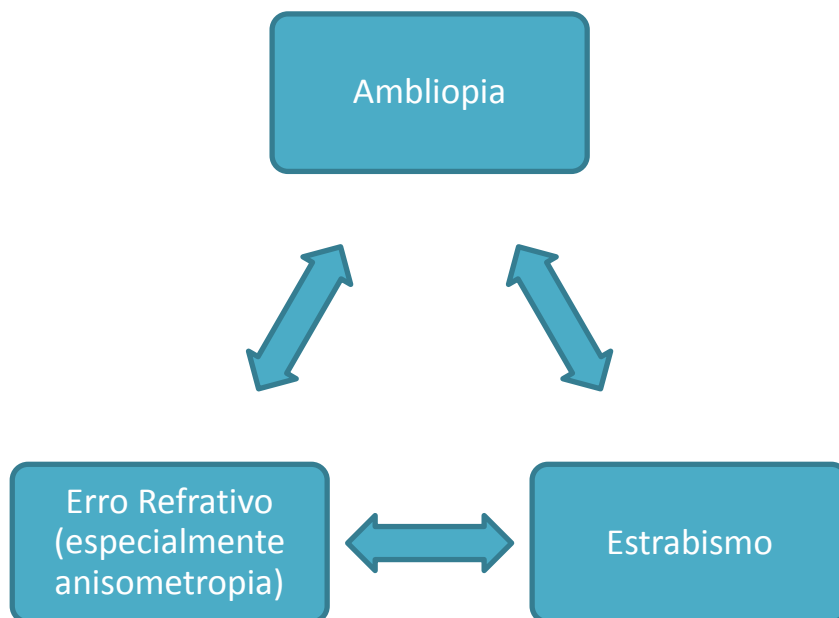 Ambliopia
Erro Refrativo
(especialmente
anisometropia)
Estrabismo